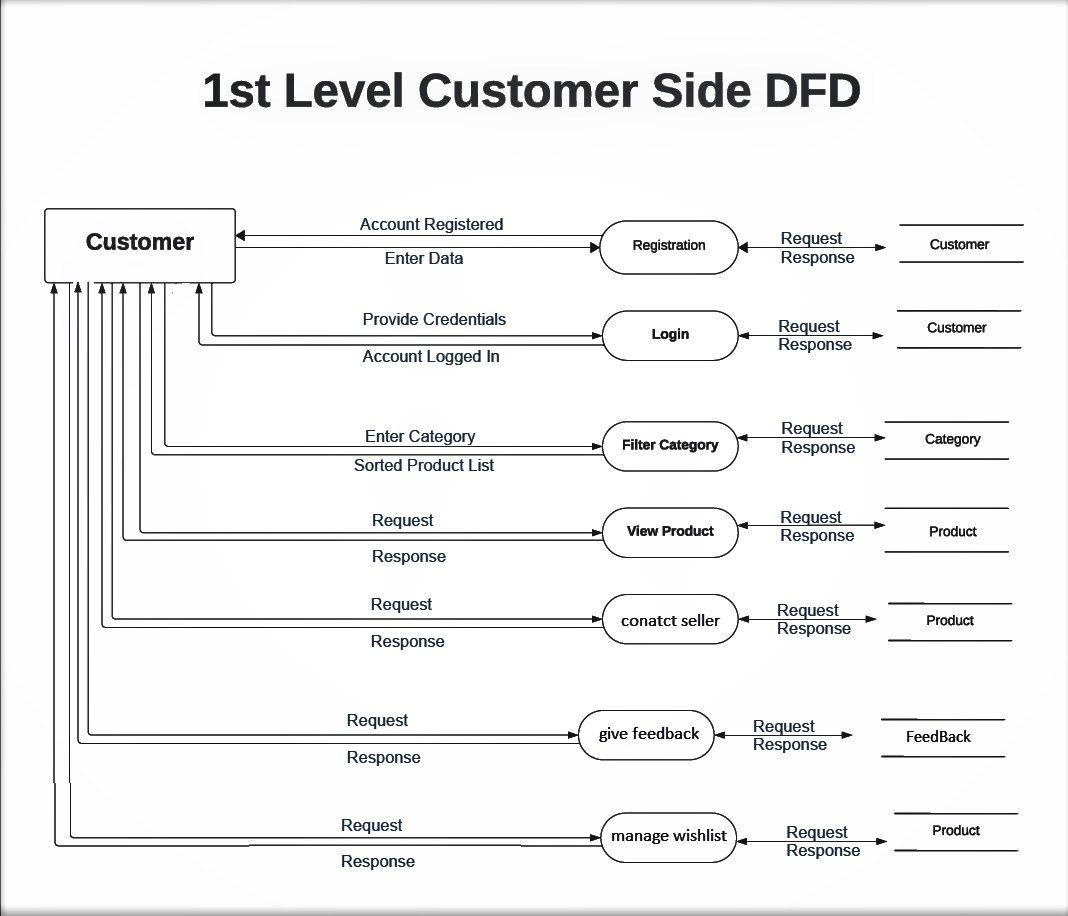 1st Level Customer Side DFD
Customer
Account Registered
Enter Data
Registration
Request
Response
Customer
Provide Credentials
Account Logged In
Login
Request
Response
Customer
Enter Category
Sorted Product List
Filter Category
Request
Response
Category
Request
Response
View Product
Request
Response
Product
Request
Response
conatct seller
Request
Response
Product
Request
Response
give feedback
Request
Response
FeedBack
Request
Response
manage wishlist
Request
Response
Product